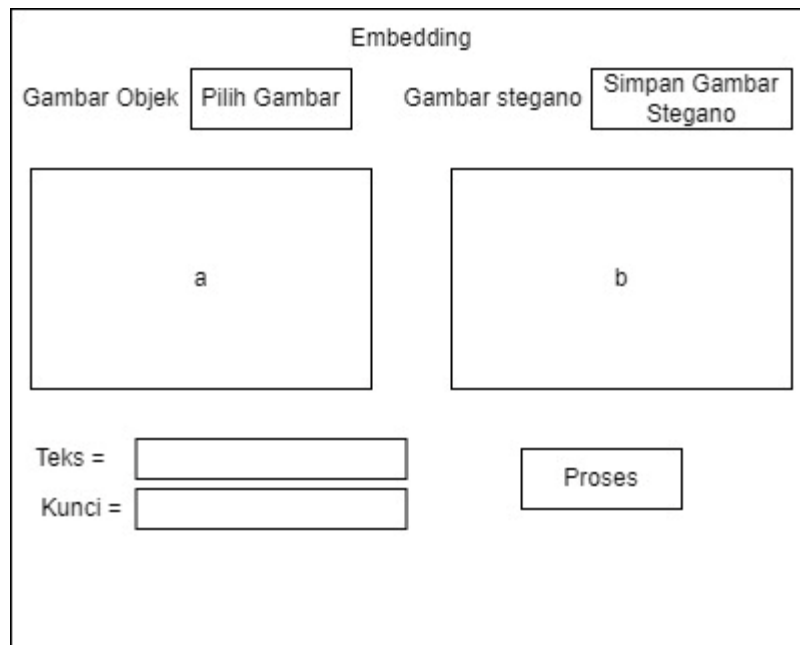 Embedding
Gambar Objek
Pilih Gambar
Gambar stegano
Simpan Gambar
Stegano
a
b
Teks =
Kunci =
Proses